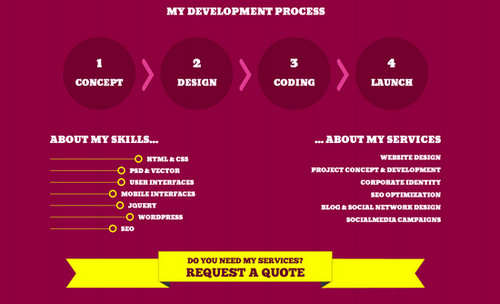 MY DEVELOPMENT PROCESS
1
CONCEPT
2
DESIGN
3
CODING
4
LAUNCH
ABOUT MY SKILLS...
HTML & CSS
PSD & VECTOR
USER INTERFACES
MOBILE INTERFACES
JQUERY
WORDPRESS
SEO
... ABOUT MY SERVICES
WEBSITE DESIGN
PROJECT CONCEPT & DEVELOPMENT
CORPORATE IDENTITY
SEO OPTIMIZATION
BLOG & SOCIAL NETWORK DESIGN
SOCIALMEDIA CAMPAIGNS
DO YOU NEED MY SERVICES?
REQUEST A QUOTE